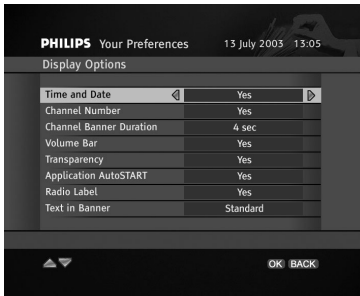 PHILIPS Your Preferences 13 July 2003 13:05
Display Options
Time and Date Yes
Channel Number Yes
Channel Banner Duration 4 sec
Volume Bar Yes
Transparency Yes
Application AutoSTART Yes
Radio Label Yes
Text in Banner Standard
OK BACK